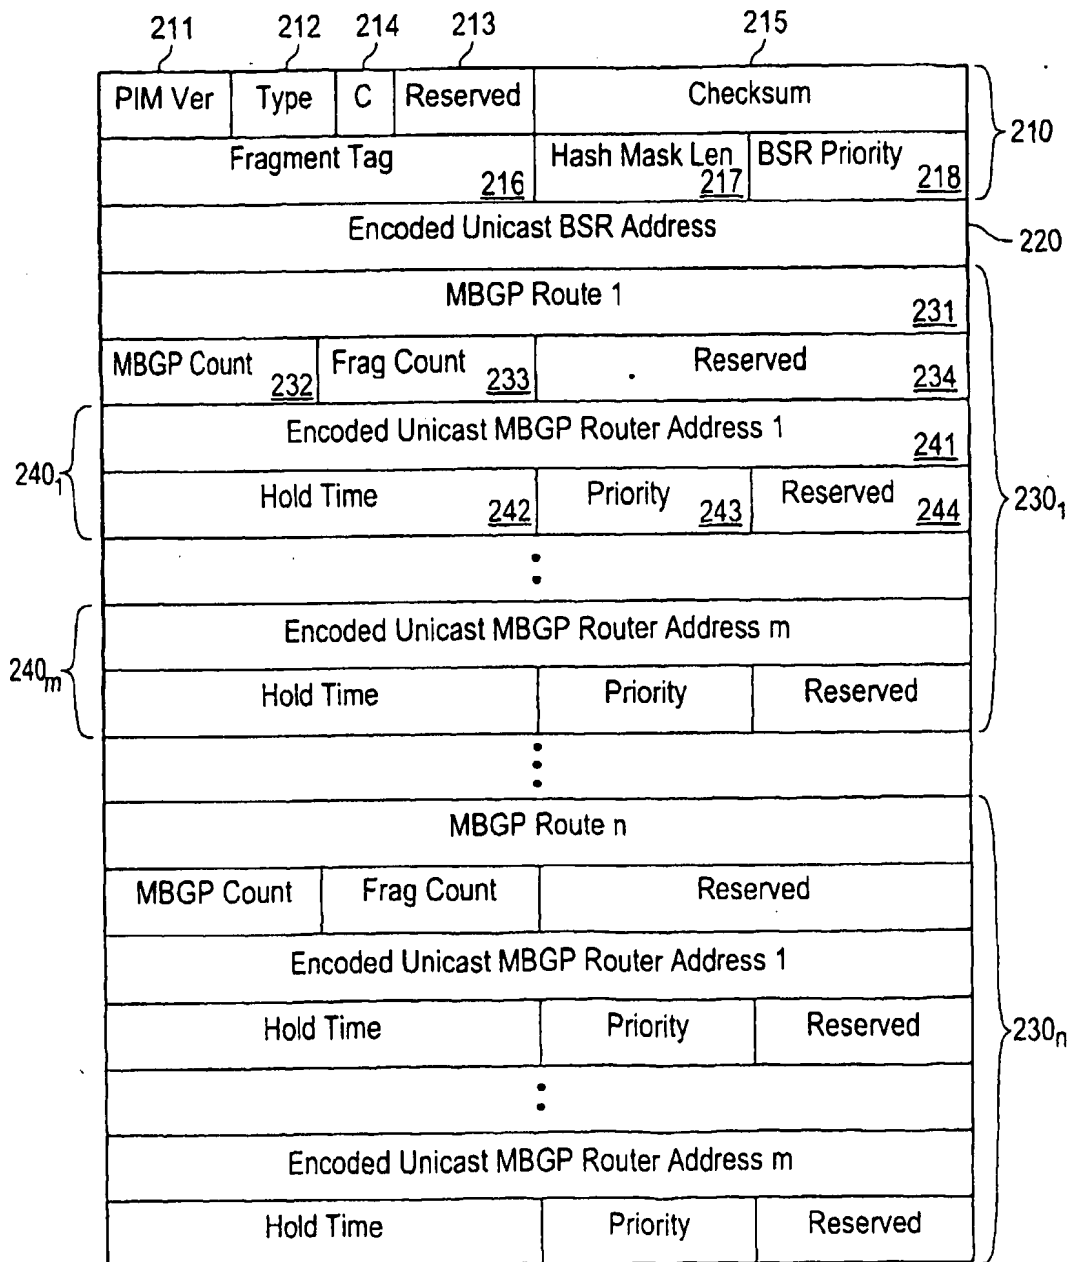 211 212 214 213 215
PIM Ver Type C Reserved Checksum
210
Fragment Tag 216 Hash Mask Len 217 BSR Priority 218
Encoded Unicast BSR Address 220
MBGP Route 1 231
MBGP Count 232 Frag Count 233 Reserved 234
Encoded Unicast MBGP Router Address 1 241
240₁ 230₁
Hold Time 242 Priority 243 Reserved 244
Encoded Unicast MBGP Router Address m
240m
Hold Time Priority Reserved
MBGP Route n
MBGP Count Frag Count Reserved
Encoded Unicast MBGP Router Address 1
Hold Time Priority Reserved 230n
Encoded Unicast MBGP Router Address m
Hold Time Priority Reserved